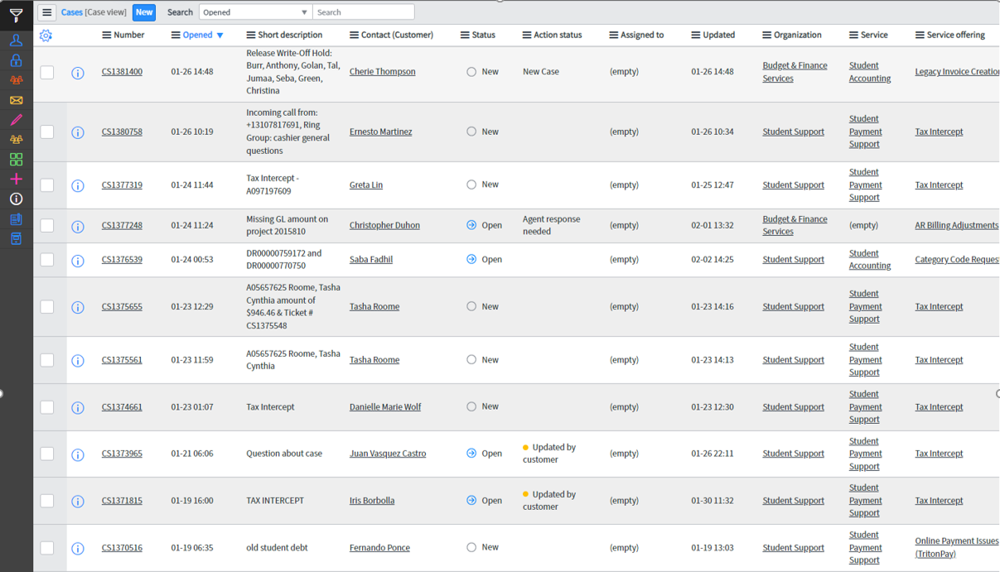 Cases [Case view] New Search Opened Search
Number Opened Short description Contact (Customer) Status Action status Assigned to Updated Organization Service Service offering
Release Write-Off Hold:
Burr, Anthony, Golan, Tal,
Jumaa, Seba, Green,
Christina
CS1381400 01-26 14:48 Cherie Thompson New New Case (empty) 01-26 14:48
Budget & Finance
Services
Student
Accounting
Legacy Invoice Creation
Incoming call from:
+13107817691, Ring
Group: cashier general
questions
CS1380758 01-26 10:19 Ernesto Martinez New (empty) 01-26 10:34 Student Support
Student
Payment
Support
Tax Intercept
CS1377319 01-24 11:44
Tax Intercept -
A097197609
Greta Lin New (empty) 01-25 12:47 Student Support
Student
Payment
Support
Tax Intercept
CS1377248 01-24 11:24
Missing GL amount on
project 2015810
Christopher Duhon Open
Agent response
needed
(empty) 02-01 13:32
Budget & Finance
Services
(empty) AR Billing Adjustments
CS1376539 01-24 00:53
DR00000759172 and
DR00000770750
Saba Fadhil Open (empty) 02-02 14:25 Student Support
Student
Accounting
Category Code Reques
CS1375655 01-23 12:29
A05657625 Roome, Tasha
Cynthia amount of
$946.46 & Ticket #
CS1375548
Tasha Roome New (empty) 01-23 14:16 Student Support
Student
Payment
Support
Tax Intercept
CS1375561 01-23 11:59
A05657625 Roome, Tasha
Cynthia
Tasha Roome New (empty) 01-23 14:13 Student Support
Student
Payment
Support
Tax Intercept
CS1374661 01-23 01:07 Tax Intercept Danielle Marie Wolf New (empty) 01-23 12:30 Student Support
Student
Payment
Support
Tax Intercept
CS1373965 01-21 06:06 Question about case Juan Vasquez Castro Open
Updated by
customer
(empty) 01-26 22:11 Student Support
Student
Payment
Support
Tax Intercept
CS1371815 01-19 16:00 TAX INTERCEPT Iris Borbolla Open
Updated by
customer
(empty) 01-30 11:32 Student Support
Student
Payment
Support
Tax Intercept
CS1370516 01-19 06:35 old student debt Fernando Ponce New (empty) 01-19 13:03 Student Support
Student
Payment
Support
Online Payment Issues
(TritonPay)